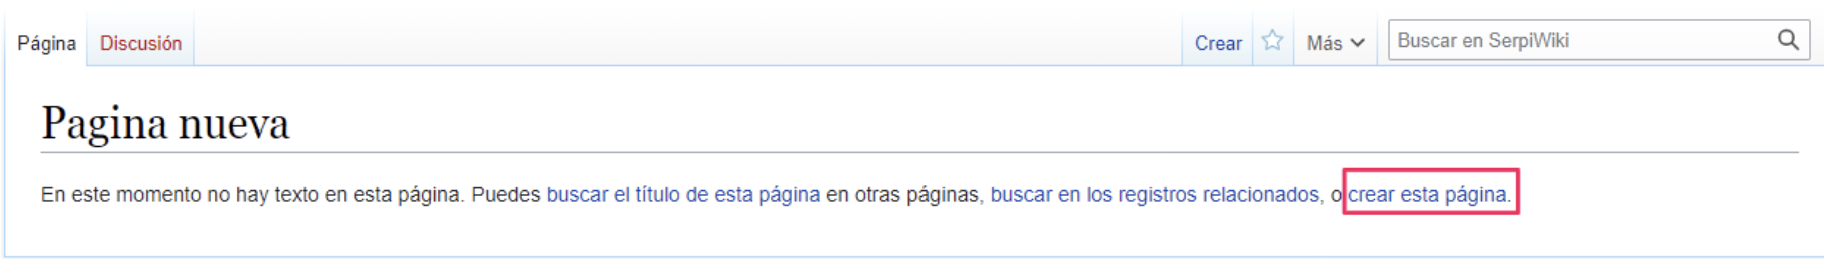 Página Discusión Crear Más Buscar en SerpiWiki
Pagina nueva
En este momento no hay texto en esta página. Puedes buscar el título de esta página en otras páginas, buscar en los registros relacionados, o crear esta página.